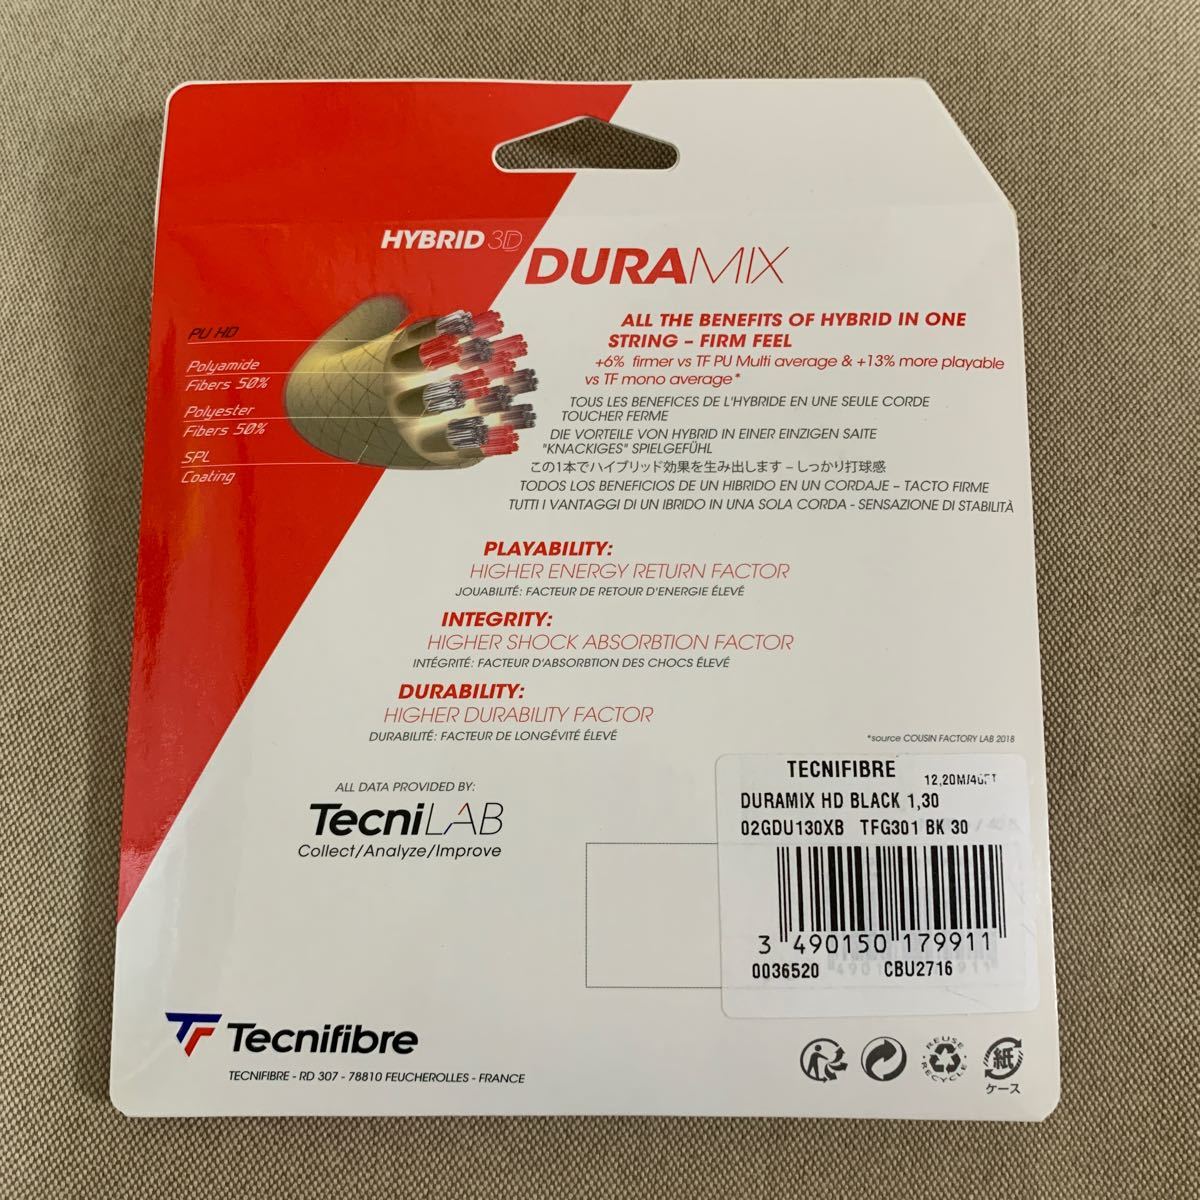 HYBRID 3D
DURAMIX
PU HD
Polyamide
Fibers 50%
Polyester
Fibers 50%
SPL
Coating
ALL THE BENEFITS OF HYBRID IN ONE
STRING – FIRM FEEL
+6% firmer vs TF PU Multi average & +13% more playable
vs TF mono average*
TOUS LES BENEFICES DE L'HYBRIDE EN UNE SEULE CORDE
TOUCHER FERME
DIE VORTEILE VON HYBRID IN EINER EINZIGEN SAITE
"KNACKIGES" SPIELGEFÜHL
この1本でハイブリッド効果を生み出します – しっかり打球感
TODOS LOS BENEFICIOS DE UN HIBRIDO EN UN CORDAJE – TACTO FIRME
TUTTI I VANTAGGI DI UN IBRIDO IN UNA SOLA CORDA - SENSAZIONE DI STABILITÀ
PLAYABILITY:
HIGHER ENERGY RETURN FACTOR
JOUABILITÉ: FACTEUR DE RETOUR D'ENERGIE ÉLEVÉ
INTEGRITY:
HIGHER SHOCK ABSORBTION FACTOR
INTÉGRITÉ: FACTEUR D'ABSORBTION DES CHOCS ÉLEVÉ
DURABILITY:
HIGHER DURABILITY FACTOR
DURABILITÉ: FACTEUR DE LONGÉVITÉ ÉLEVÉ
*source COUSIN FACTORY LAB 2018
ALL DATA PROVIDED BY:
TecniLAB
Collect/Analyze/Improve
TECNIFIBRE 12,20M/40FT
DURAMIX HD BLACK 1,30
02GDU130XB TFG301 BK 30
3 490150 179911
0036520 CBU2716
TF Tecnifibre
TECNIFIBRE - RD 307 - 78810 FEUCHEROLLES - FRANCE
REUSE
RECYCLE
紙
ケース